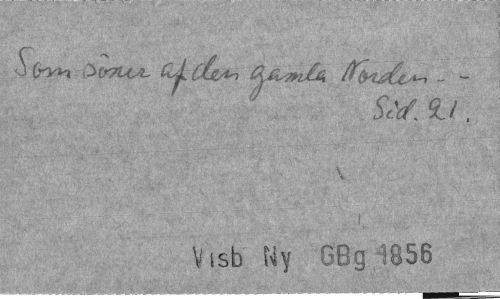 Som söner af den gamla Norden - -
Sid. 21.
Visb Ny GBg 1856